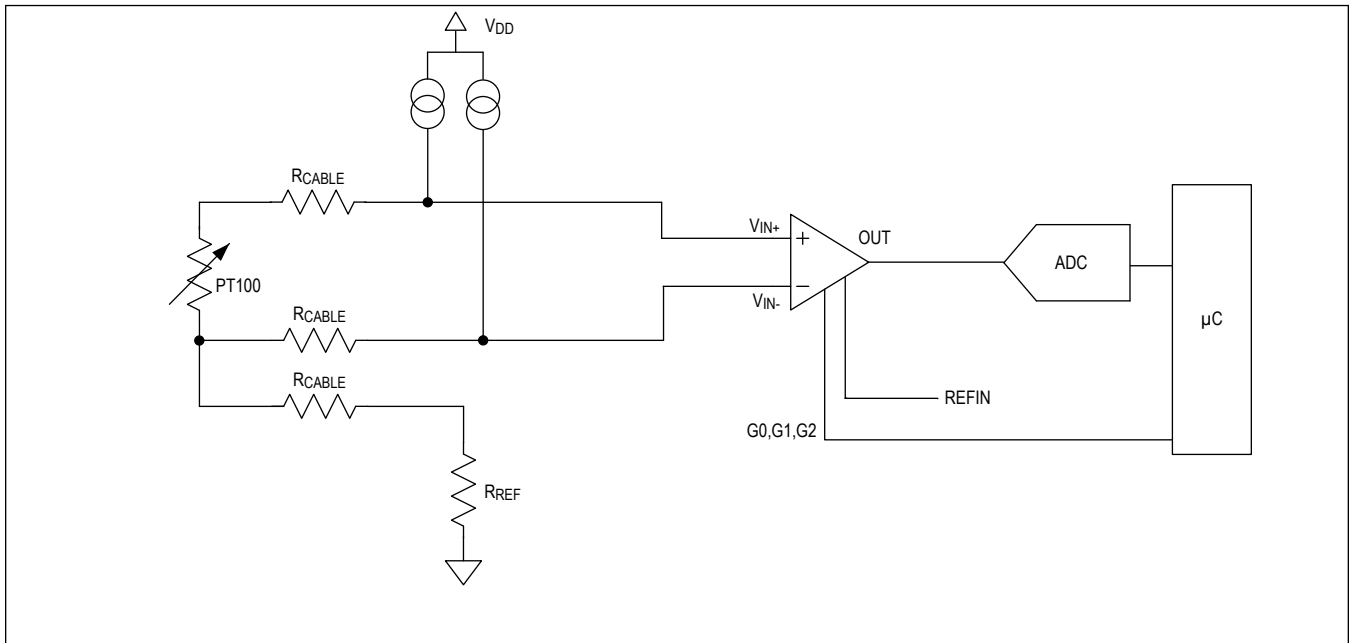 VDD
RCABLE
PT100
RCABLE
RCABLE
RREF
VIN+
+
−
VIN-
OUT
ADC
µC
REFIN
G0,G1,G2